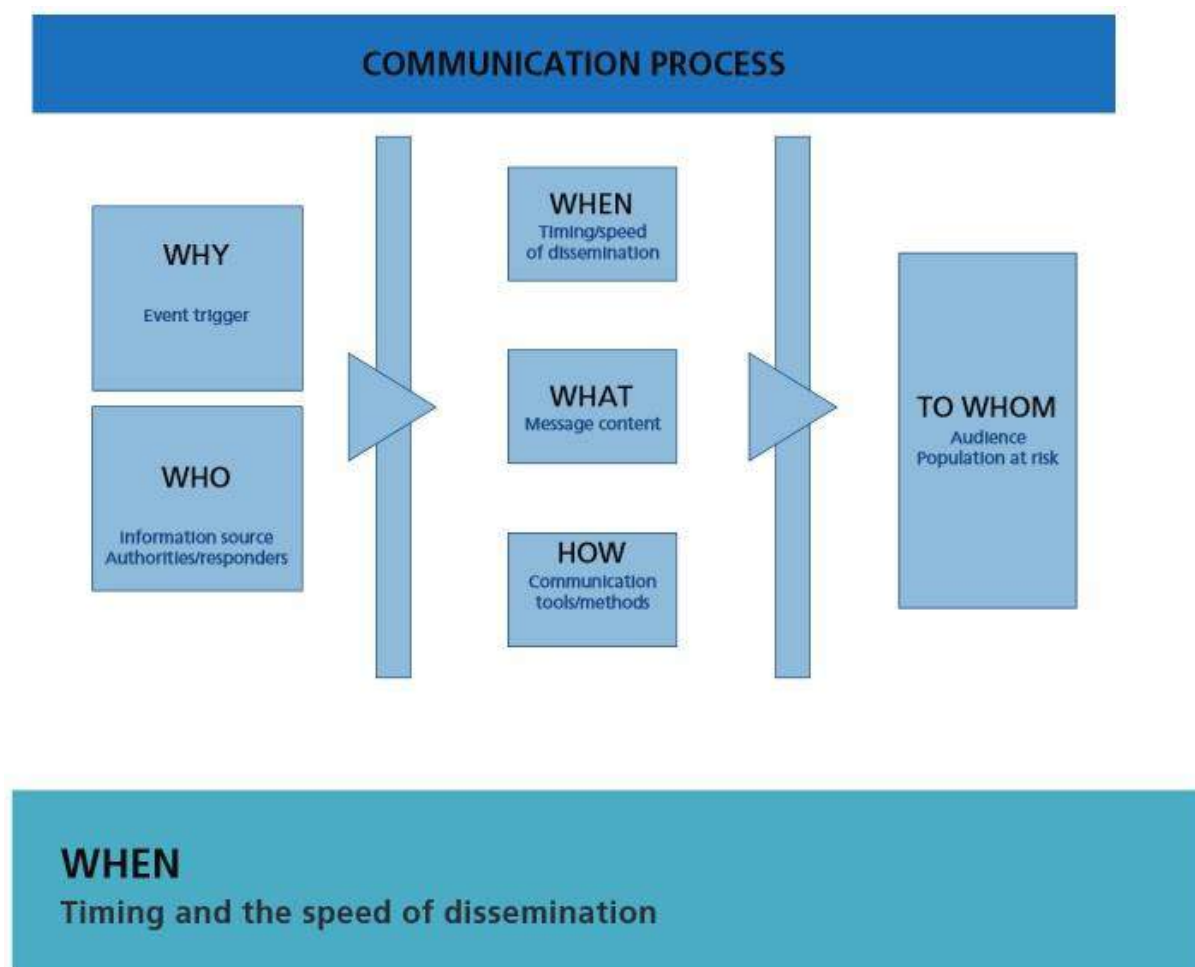 COMMUNICATION PROCESS
WHY
Event trigger
WHO
Information source
Authorities/responders
WHEN
Timing/speed
of dissemination
WHAT
Message content
HOW
Communication
tools/methods
TO WHOM
Audience
Population at risk
WHEN
Timing and the speed of dissemination